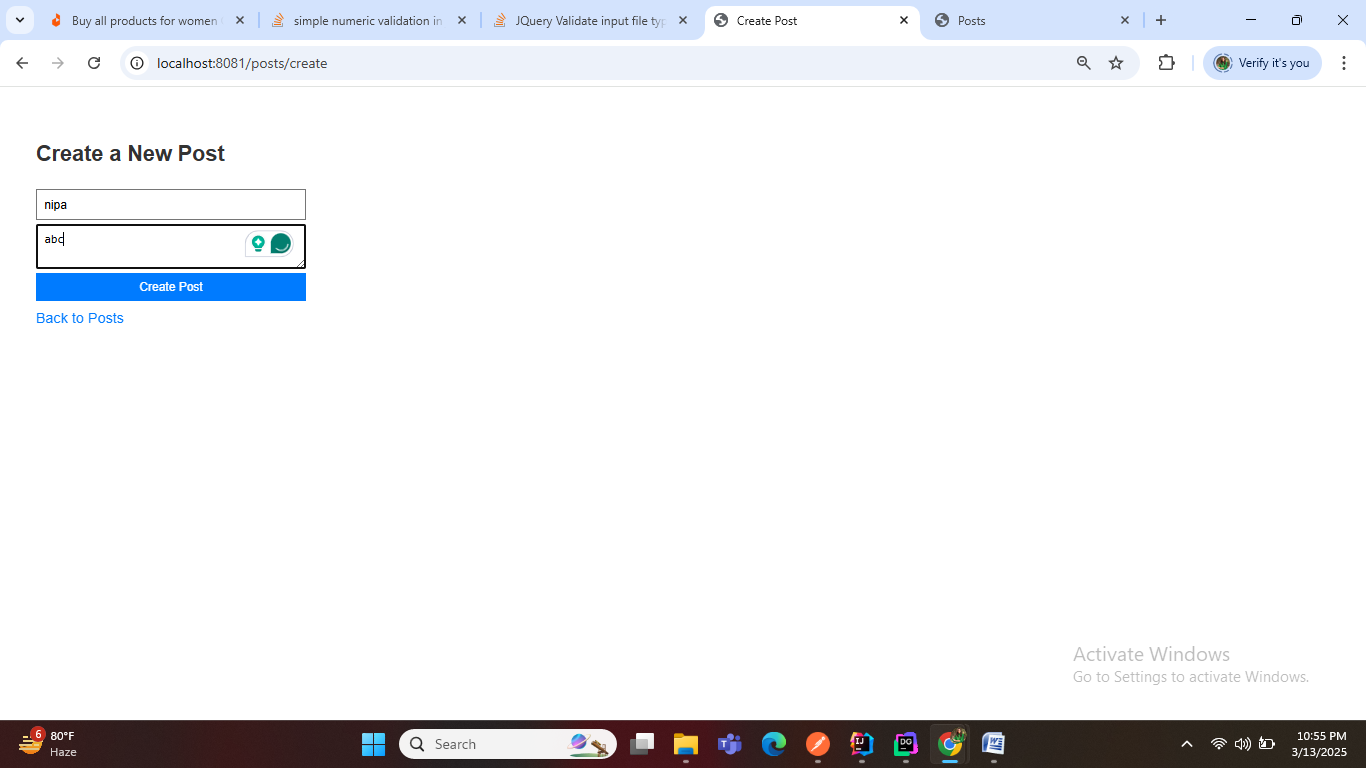 Buy all products for women
simple numeric validation in
JQuery Validate input file typ
Create Post
Posts
localhost:8081/posts/create
Verify it's you
Create a New Post
nipa
abc
Create Post
Back to Posts
Activate Windows
Go to Settings to activate Windows.
6
80°F
Haze
Search
T
IJ
DG
W
10:55 PM
3/13/2025